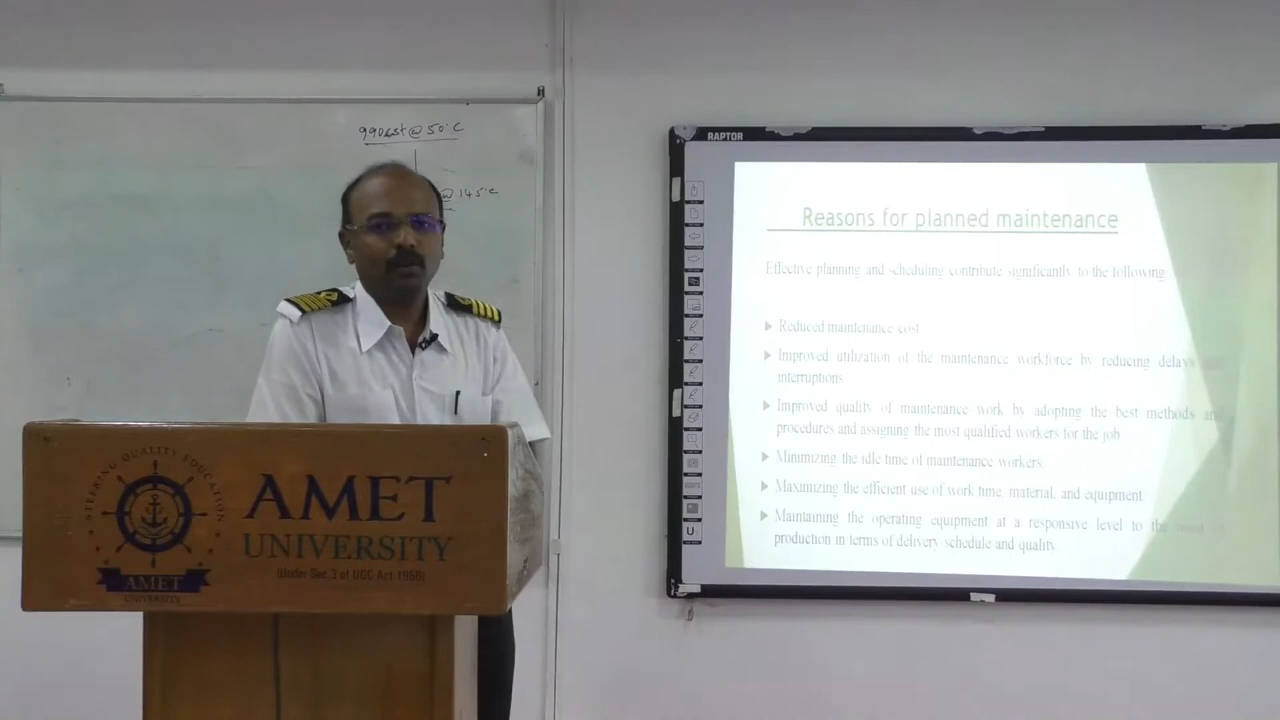 990cst @ 50°C
@ 145°C
RAPTOR
Reasons for planned maintenance
Effective planning and scheduling contribute significantly to the following:
Reduced maintenance cost
Improved utilization of the maintenance workforce by reducing delays
interruptions
Improved quality of maintenance work by adopting the best methods and
procedures and assigning the most qualified workers for the job
Minimizing the idle time of maintenance workers.
Maximizing the efficient use of work time, material, and equipment.
Maintaining the operating equipment at a responsive level to the
production in terms of delivery schedule and quality
STEERING QUALITY EDUCATION
AMET
UNIVERSITY
AMET
UNIVERSITY
(Under Sec.3 of UGC Act 1956)